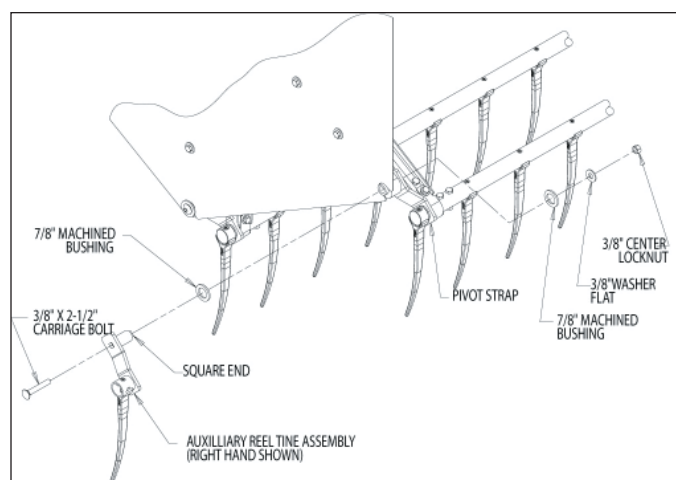 7/8" MACHINED
BUSHING
3/8" X 2-1/2"
CARRIAGE BOLT
SQUARE END
AUXILLIARY REEL TINE ASSEMBLY
(RIGHT HAND SHOWN)
PIVOT STRAP
3/8" CENTER
LOCKNUT
3/8"WASHER
FLAT
7/8" MACHINED
BUSHING